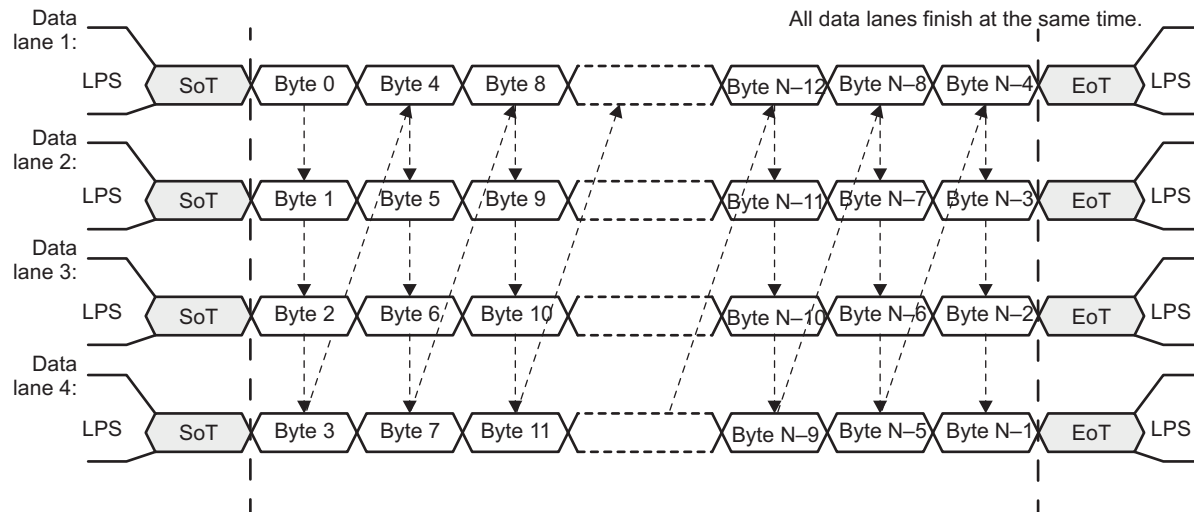 All data lanes finish at the same time.
Data
lane 1:
LPS SoT Byte 0 Byte 4 Byte 8 Byte N–12 Byte N–8 Byte N–4 EoT LPS
Data
lane 2:
LPS SoT Byte 1 Byte 5 Byte 9 Byte N–11 Byte N–7 Byte N–3 EoT LPS
Data
lane 3:
LPS SoT Byte 2 Byte 6 Byte 10 Byte N–10 Byte N–6 Byte N–2 EoT LPS
Data
lane 4:
LPS SoT Byte 3 Byte 7 Byte 11 Byte N–9 Byte N–5 Byte N–1 EoT LPS